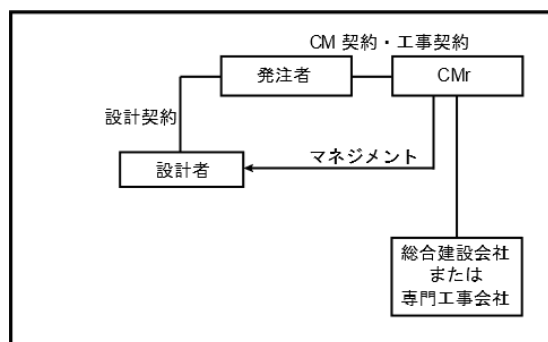 CM 契約・工事契約
発注者
CMr
設計契約
マネジメント
設計者
総合建設会社
または
専門工事会社